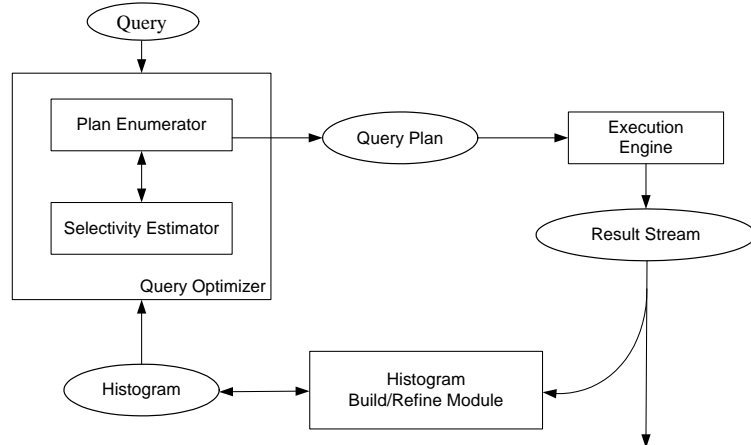 Query
Plan Enumerator
Query Plan
Execution
Engine
Selectivity Estimator
Result Stream
Query Optimizer
Histogram
Histogram
Build/Refine Module